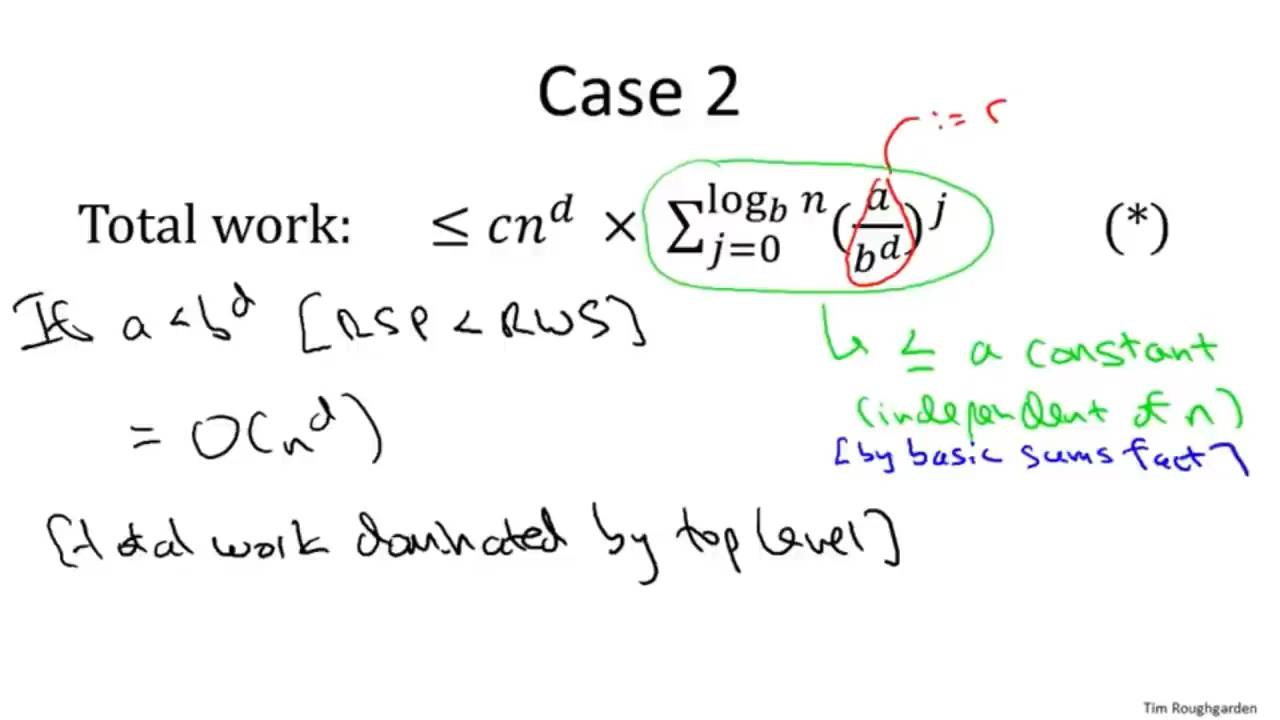 Case 2
:= r
Total work: ≤ cn^d × ∑_{j=0}^{log_b n} (a/b^d)^j (*)
If a < b^d [RSP < RWS]
↳ ≤ a constant
(independent of n)
= O(n^d)
[by basic sums fact]
[total work dominated by top level]
Tim Roughgarden